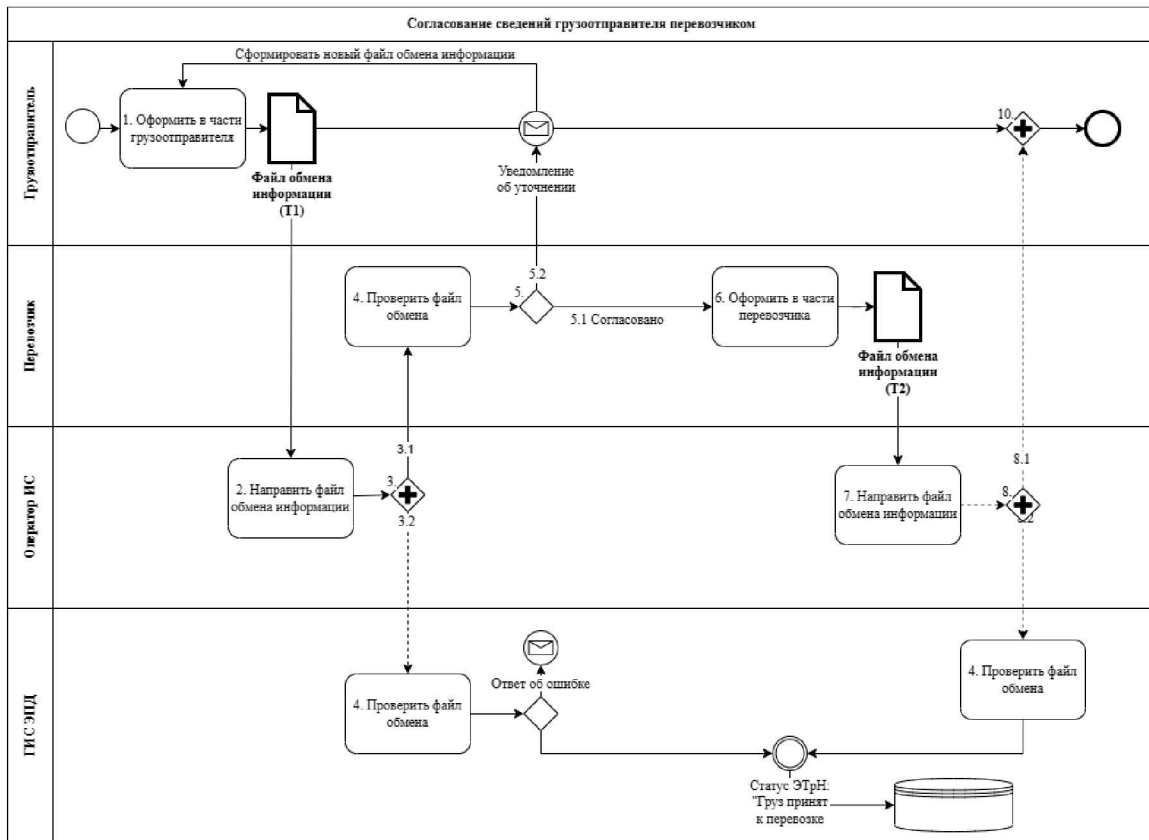 Согласование сведений грузоотправителя перевозчиком
Грузоотправитель
Сформировать новый файл обмена информации
1. Оформить в части
грузоотправителя
Файл обмена
информации
(Т1)
Уведомление
об уточнении
10.
Перевозчик
4. Проверить файл
обмена
5.2
5.
5.1 Согласовано
6. Оформить в части
перевозчика
Файл обмена
информации
(Т2)
Оператор ИС
2. Направить файл
обмена информации
3.1
3.
3.2
7. Направить файл
обмена информации
8.1
8.
8.2
ГИС ЭПД
4. Проверить файл
обмена
Ответ об ошибке
4. Проверить файл
обмена
Статус ЭТрН:
"Груз принят
к перевозке